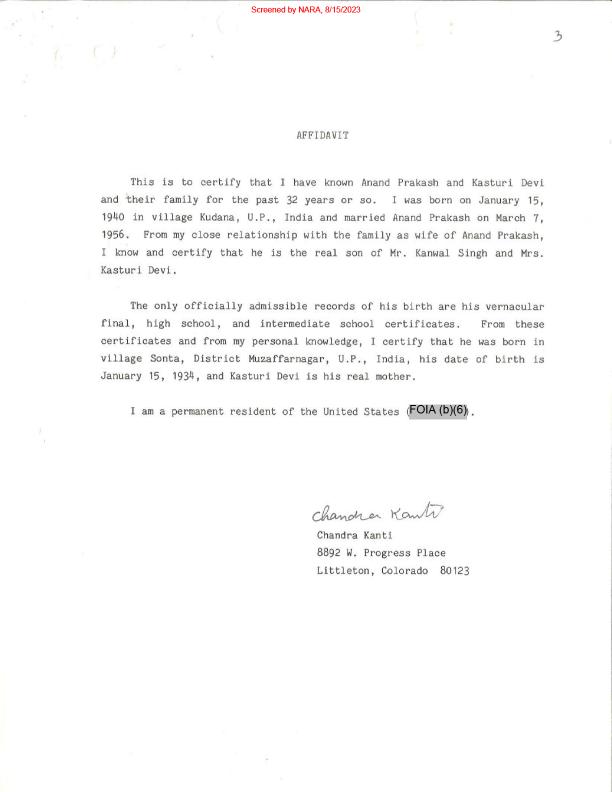 Screened by NARA, 8/15/2023
3
AFFIDAVIT
This is to certify that I have known Anand Prakash and Kasturi Devi
and their family for the past 32 years or so. I was born on January 15,
1940 in village Kudana, U.P., India and married Anand Prakash on March 7,
1956. From my close relationship with the family as wife of Anand Prakash,
I know and certify that he is the real son of Mr. Kanwal Singh and Mrs.
Kasturi Devi.
The only officially admissible records of his birth are his vernacular
final, high school, and intermediate school certificates. From these
certificates and from my personal knowledge, I certify that he was born in
village Sonta, District Muzaffarnagar, U.P., India, his date of birth is
January 15, 1934, and Kasturi Devi is his real mother.
I am a permanent resident of the United States (FOIA (b)(6)).
Chandra Kanti
Chandra Kanti
8892 W. Progress Place
Littleton, Colorado 80123